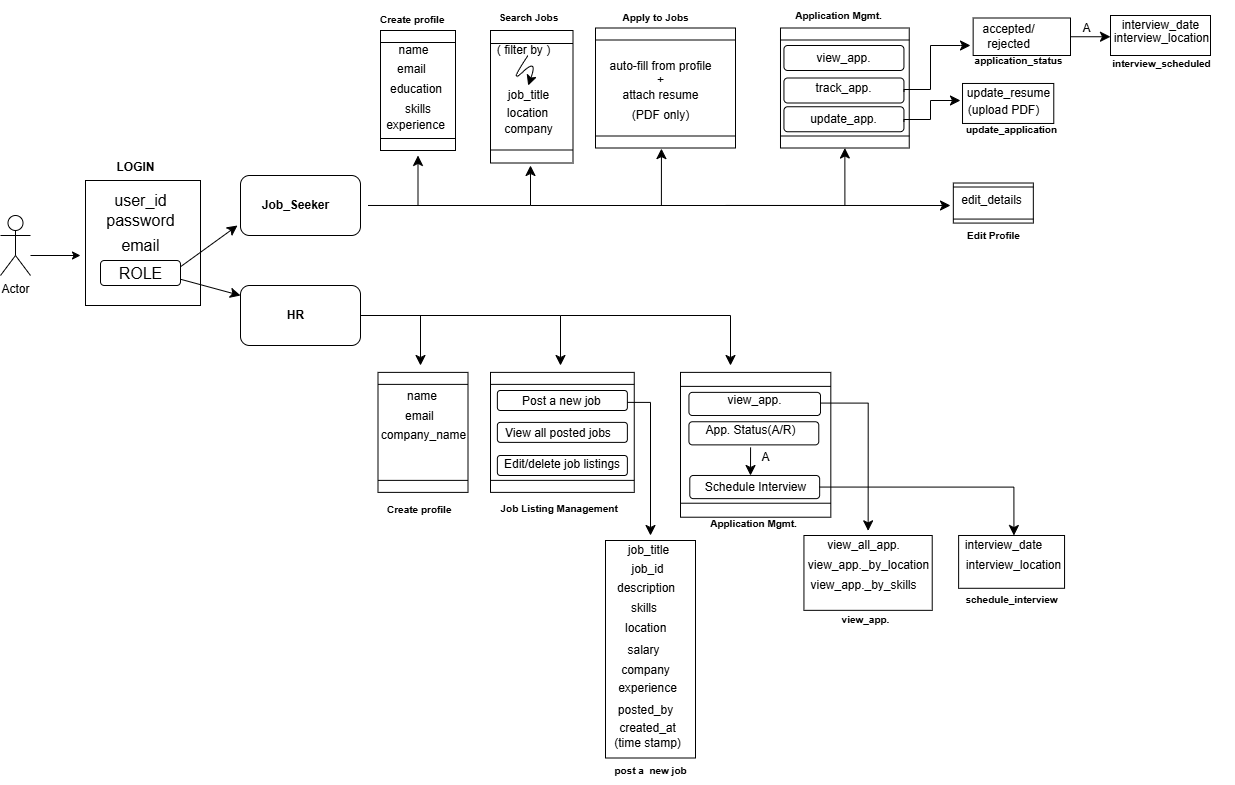 Create profile
name
email
education
skills
experience
Search Jobs
( filter by )
job_title
location
company
Apply to Jobs
auto-fill from profile
+
attach resume
(PDF only)
Application Mgmt.
view_app.
track_app.
update_app.
accepted/
rejected
application_status
A
interview_date
interview_location
interview_scheduled
update_resume
(upload PDF)
update_application
LOGIN
user_id
password
email
ROLE
Actor
Job_Seeker
edit_details
Edit Profile
HR
name
email
company_name
Create profile
Post a new job
View all posted jobs
Edit/delete job listings
Job Listing Management
view_app.
App. Status(A/R)
A
Schedule Interview
Application Mgmt.
job_title
job_id
description
skills
location
salary
company
experience
posted_by
created_at
(time stamp)
post a new job
view_all_app.
view_app._by_location
view_app._by_skills
view_app.
interview_date
interview_location
schedule_interview